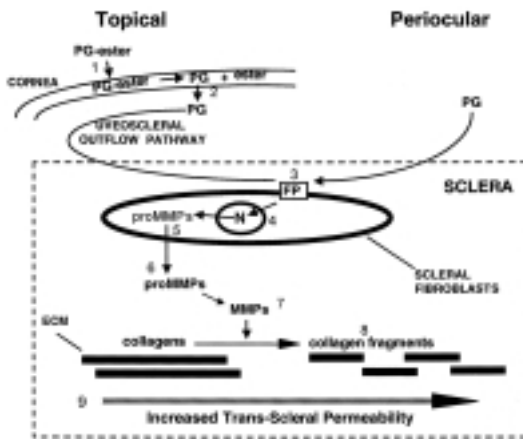 Topical Periocular
PG-ester
1
CORNEA PG-ester PG + ester
2
PG PG
UVEOSCLERAL
OUTFLOW PATHWAY
3
FP SCLERA
proMMPs N 4
5
6 SCLERAL
FIBROBLASTS
proMMPs
MMPs 7
ECM
collagens 8
collagen fragments
9
Increased Trans-Scleral Permeability